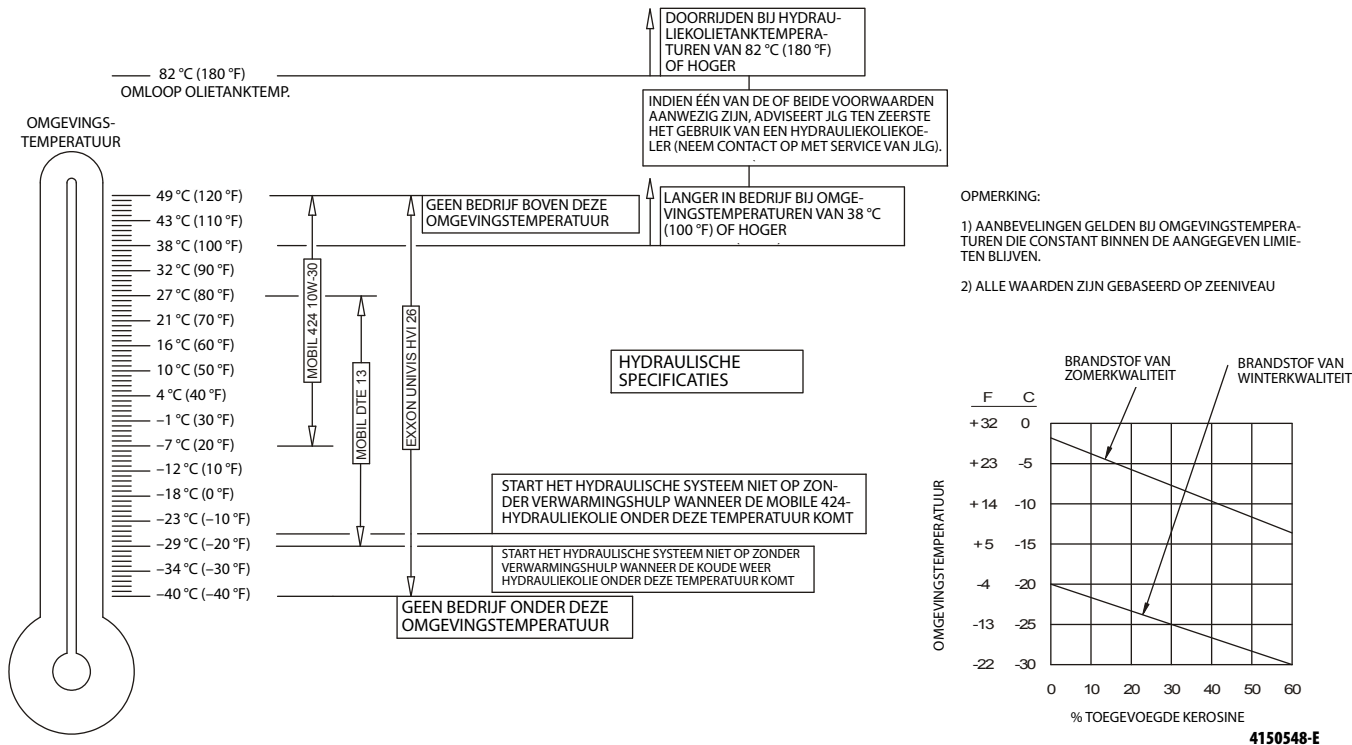 DOORRIJDEN BIJ HYDRAU-
LIEKOLIETANKTEMPERA-
TUREN VAN 82 °C (180 °F)
OF HOGER
82 °C (180 °F)
OMLOOP OLIETANKTEMP.
INDIEN ÉÉN VAN DE OF BEIDE VOORWAARDEN
AANWEZIG ZIJN, ADVISEERT JLG TEN ZEERSTE
HET GEBRUIK VAN EEN HYDRAULIEKOLIEKOE-
LER (NEEM CONTACT OP MET SERVICE VAN JLG).
OMGEVINGS-
TEMPERATUUR
49 °C (120 °F)
43 °C (110 °F)
38 °C (100 °F)
32 °C (90 °F)
27 °C (80 °F)
21 °C (70 °F)
16 °C (60 °F)
10 °C (50 °F)
4 °C (40 °F)
–1 °C (30 °F)
–7 °C (20 °F)
–12 °C (10 °F)
–18 °C (0 °F)
–23 °C (–10 °F)
–29 °C (–20 °F)
–34 °C (–30 °F)
–40 °C (–40 °F)
MOBIL 424 10W-30
MOBIL DTE 13
EXXON UNIVIS HVI 26
GEEN BEDRIJF BOVEN DEZE
OMGEVINGSTEMPERATUUR
LANGER IN BEDRIJF BIJ OMGE-
VINGSTEMPERATUREN VAN 38 °C
(100 °F) OF HOGER
HYDRAULISCHE
SPECIFICATIES
START HET HYDRAULISCHE SYSTEEM NIET OP ZON-
DER VERWARMINGSHULP WANNEER DE MOBILE 424-
HYDRAULIEKOLIE ONDER DEZE TEMPERATUUR KOMT
START HET HYDRAULISCHE SYSTEEM NIET OP ZONDER
VERWARMINGSHULP WANNEER DE KOUDE WEER
HYDRAULIEKOLIE ONDER DEZE TEMPERATUUR KOMT
GEEN BEDRIJF ONDER DEZE
OMGEVINGSTEMPERATUUR
OPMERKING:
1) AANBEVELINGEN GELDEN BIJ OMGEVINGSTEMPERA-
TUREN DIE CONSTANT BINNEN DE AANGEGEVEN LIMIE-
TEN BLIJVEN.
2) ALLE WAARDEN ZIJN GEBASEERD OP ZEENIVEAU
BRANDSTOF VAN
ZOMERKWALITEIT
BRANDSTOF VAN
WINTERKWALITEIT
F C
+32 0
+23 -5
+14 -10
+5 -15
-4 -20
-13 -25
-22 -30
OMGEVINGSTEMPERATUUR
0 10 20 30 40 50 60
% TOEGEVOEGDE KEROSINE
4150548-E